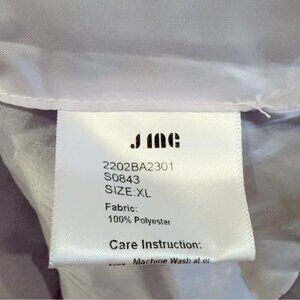 JMG
2202BA2301
S0843
SIZE:XL
Fabric:
100% Polyester
Care Instruction:
Machine Wash at